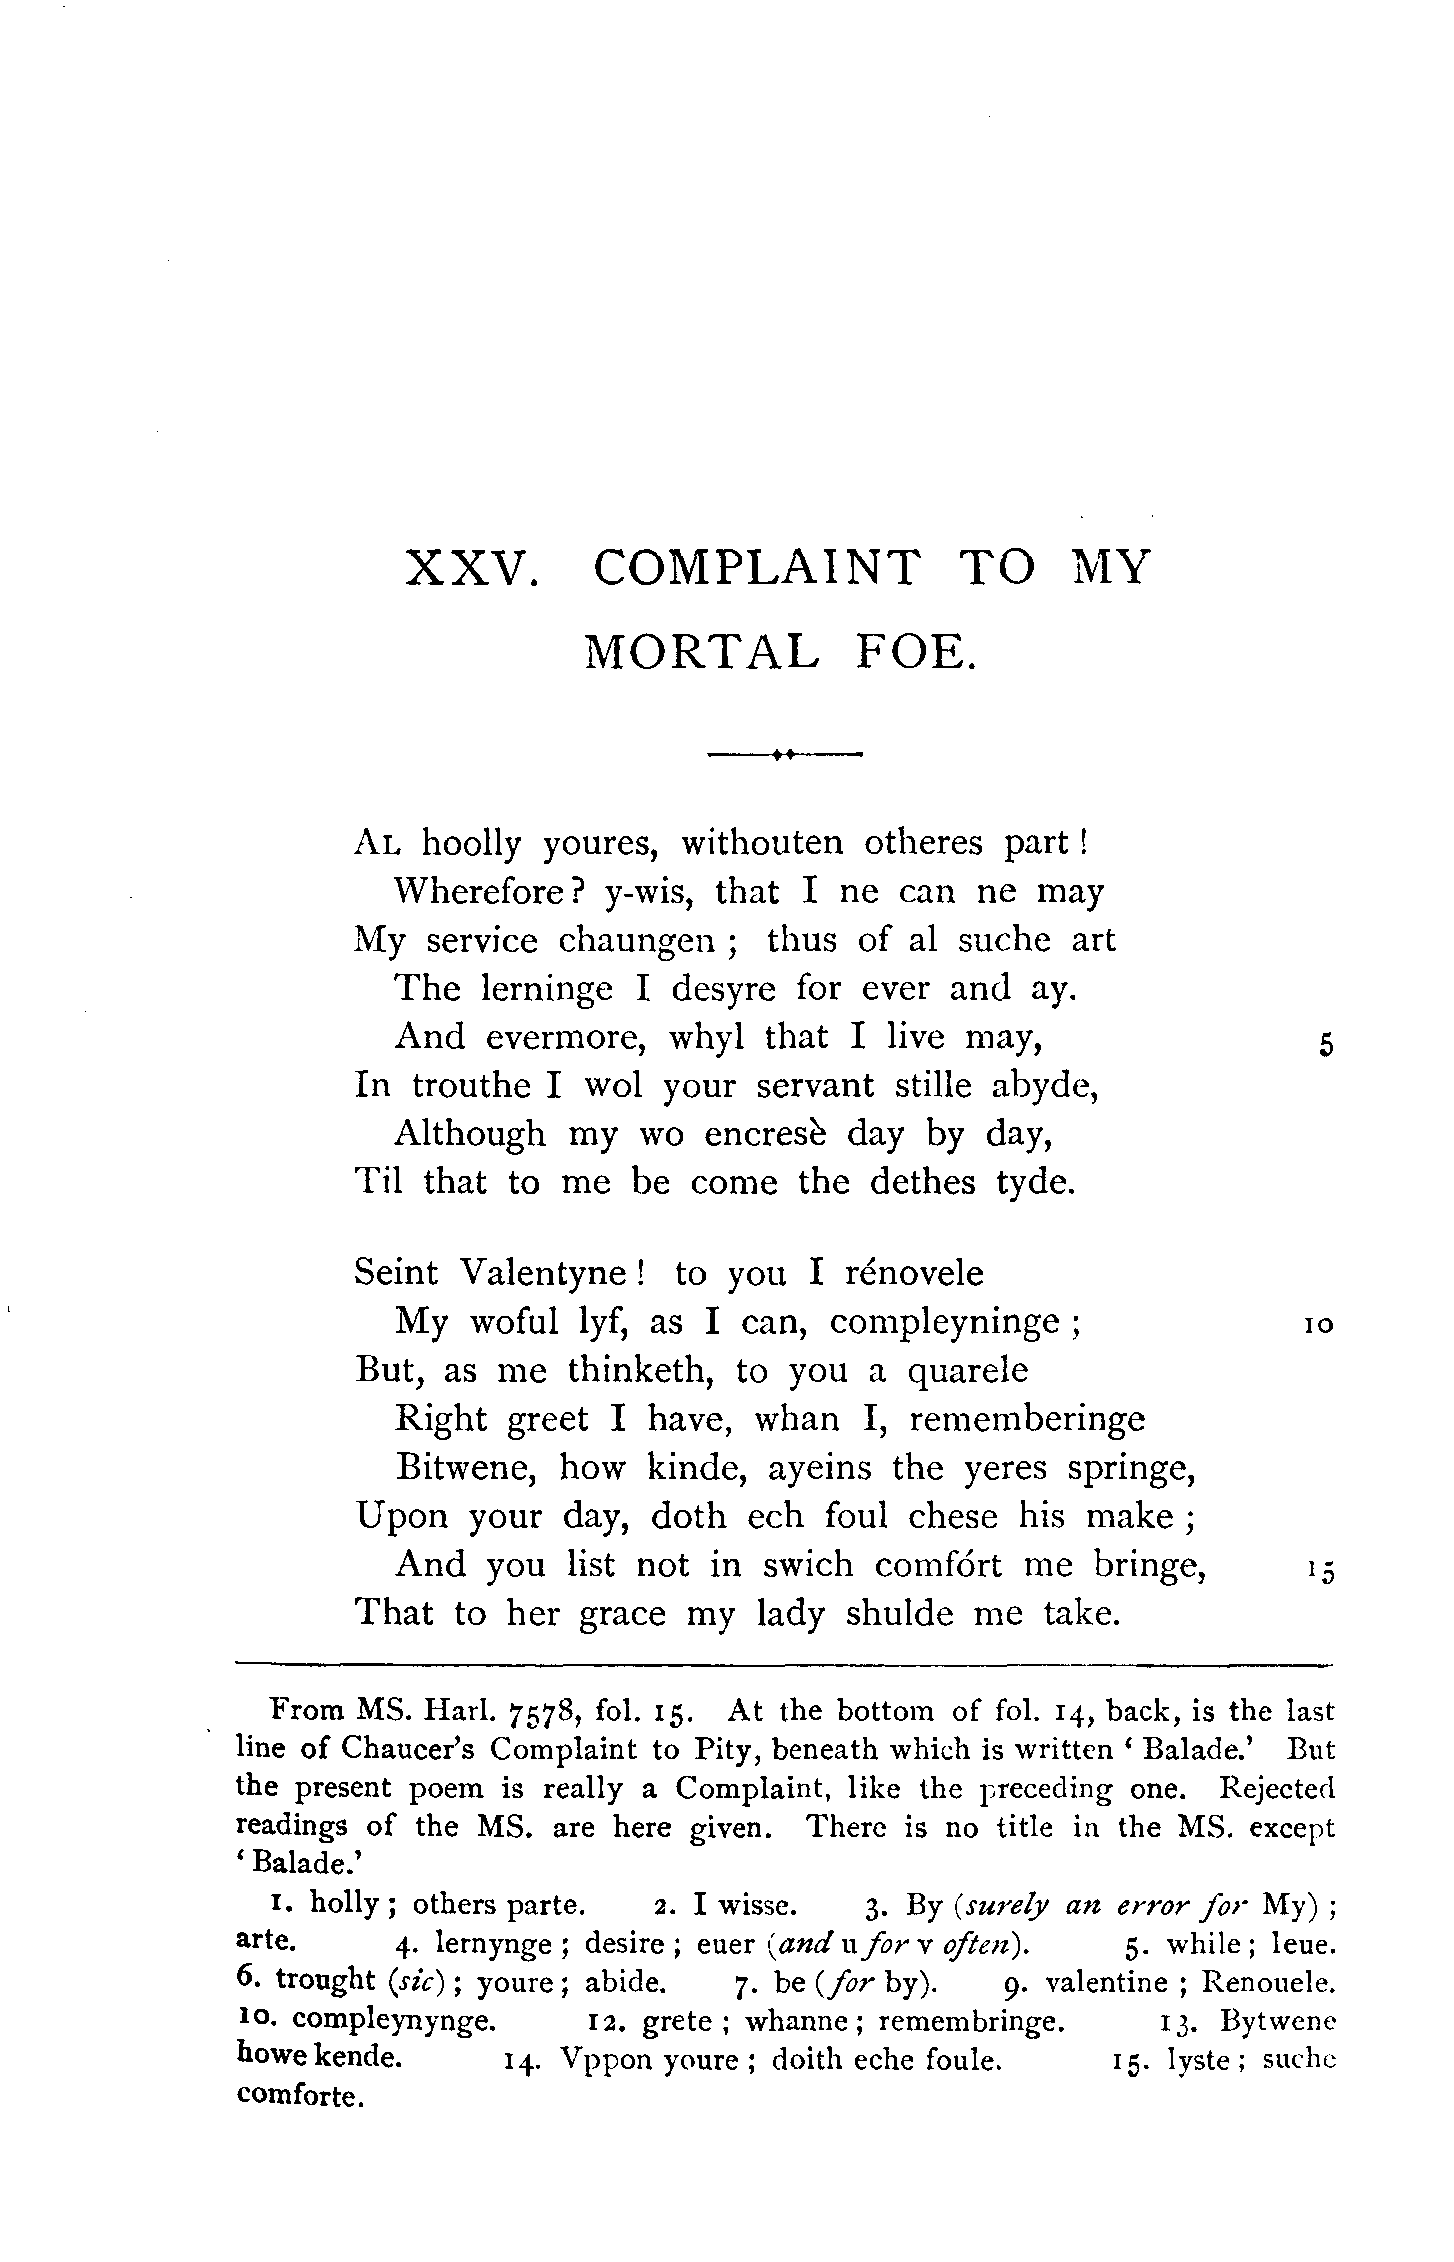 XXV. COMPLAINT TO MY
MORTAL FOE.
AL hoolly youres, withouten otheres part!
Wherefore? y-wis, that I ne can ne may
My service chaungen; thus of al suche art
The lerninge I desyre for ever and ay.
And evermore, whyl that I live may, 5
In trouthe I wol your servant stille abyde,
Although my wo encresè day by day,
Til that to me be come the dethes tyde.
Seint Valentyne! to you I rénovele
My woful lyf, as I can, compleyninge; 10
But, as me thinketh, to you a quarele
Right greet I have, whan I, rememberinge
Bitwene, how kinde, ayeins the yeres springe,
Upon your day, doth ech foul chese his make;
And you list not in swich comfórt me bringe, 15
That to her grace my lady shulde me take.
From MS. Harl. 7578, fol. 15. At the bottom of fol. 14, back, is the last
line of Chaucer's Complaint to Pity, beneath which is written ‘Balade.’ But
the present poem is really a Complaint, like the preceding one. Rejected
readings of the MS. are here given. There is no title in the MS. except
‘Balade.’
1. holly; others parte. 2. I wisse. 3. By (surely an error for My);
arte. 4. lernynge; desire; euer (and u for v often). 5. while; leue.
6. trought (sic); youre; abide. 7. be (for by). 9. valentine; Renouele.
10. compleynynge. 12. grete; whanne; remembringe. 13. Bytwene
howe kende. 14. Vppon youre; doith eche foule. 15. lyste; suche
comforte.